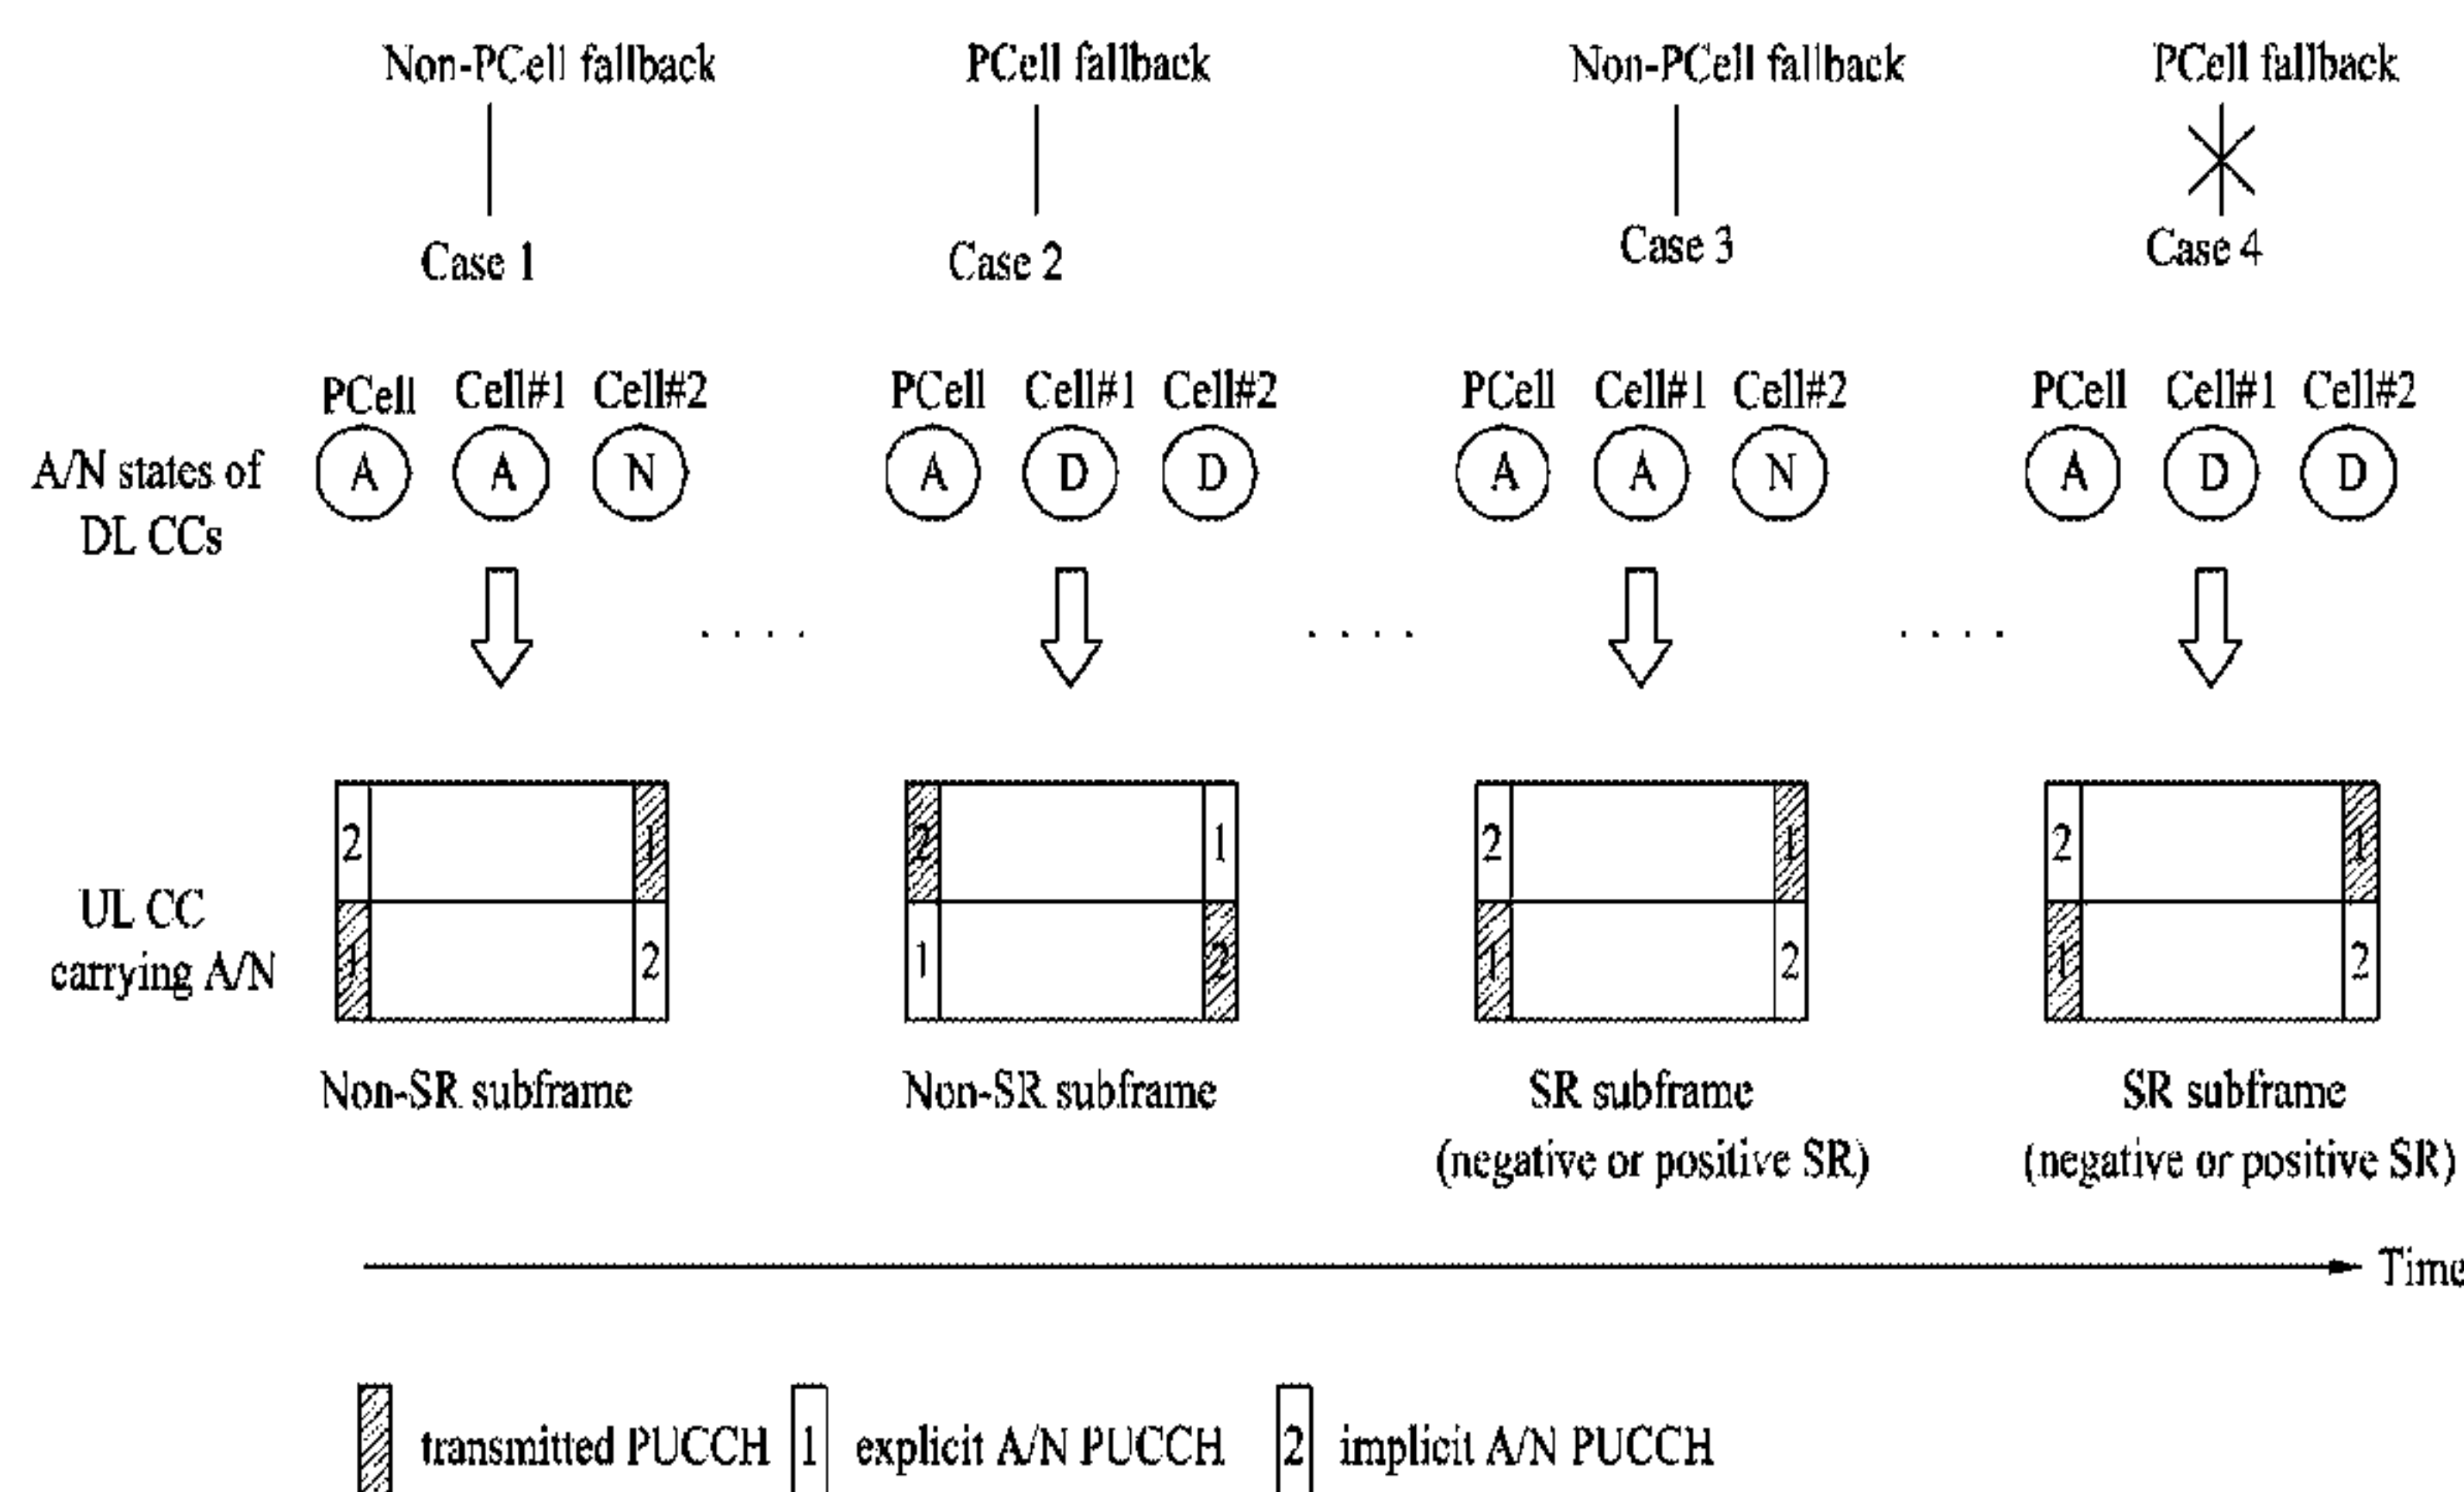 Non-PCell fallback PCell fallback Non-PCell fallback PCell fallback
Case 1 Case 2 Case 3 Case 4
PCell Cell#1 Cell#2 PCell Cell#1 Cell#2 PCell Cell#1 Cell#2 PCell Cell#1 Cell#2
A/N states of
DL CCs
A A N A D D A A N A D D
. . . . . . . . . . . .
UL CC
carrying A/N
2 1 2 1 2 1 2 1
1 2 1 2 1 2 1 2
Non-SR subframe Non-SR subframe SR subframe SR subframe
(negative or positive SR) (negative or positive SR)
Time
transmitted PUCCH 1 explicit A/N PUCCH 2 implicit A/N PUCCH